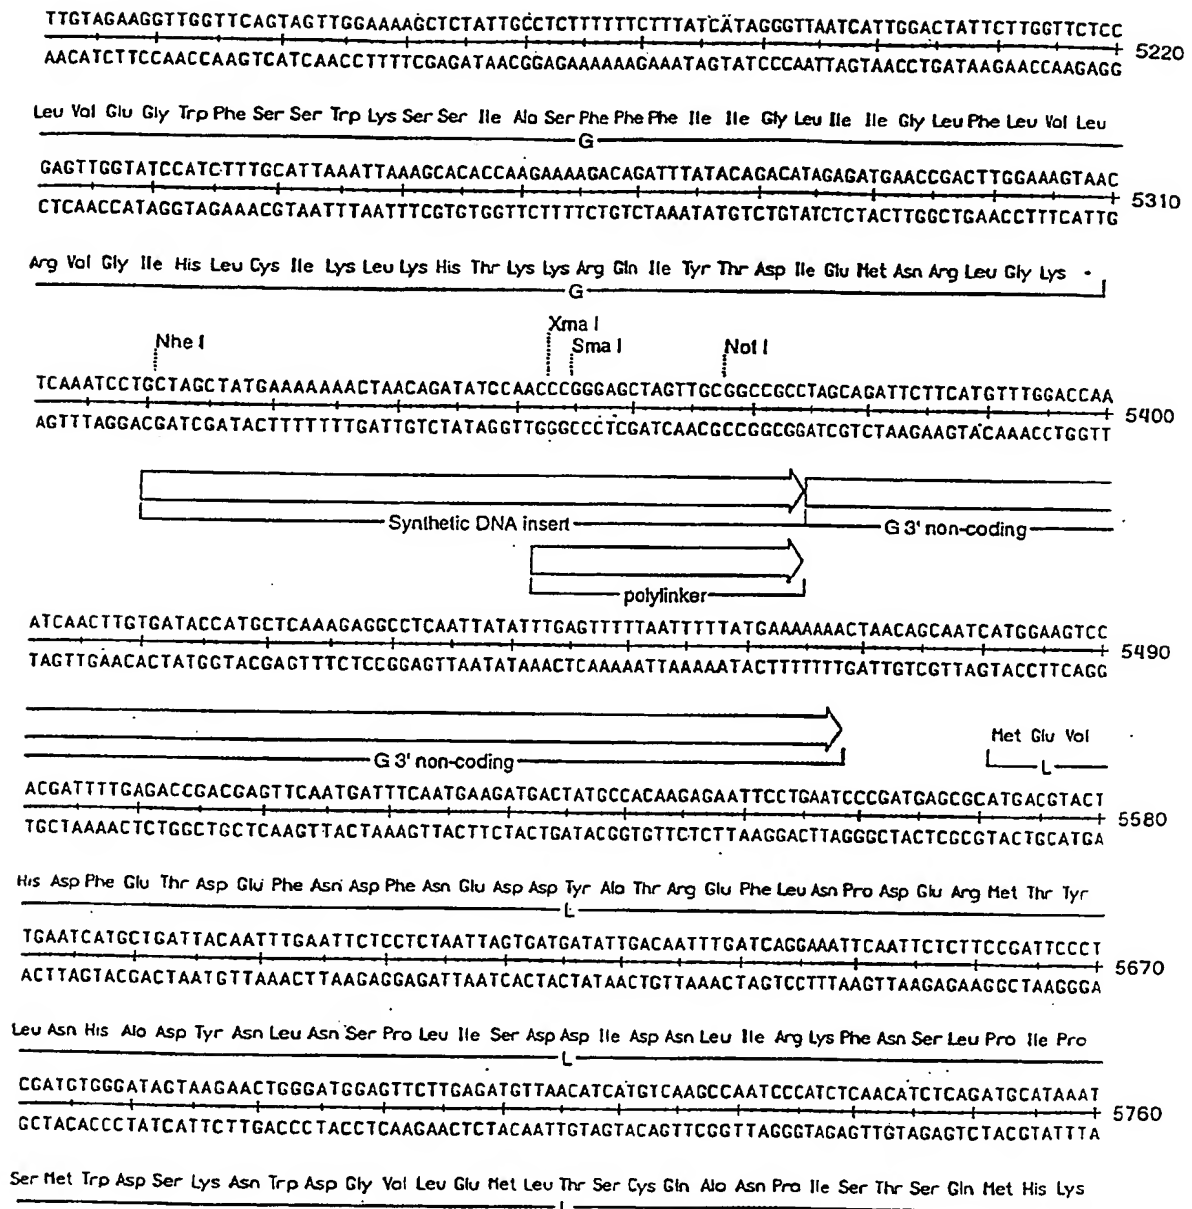 TTGTAGAAGGTTGGTTCAGTAGTTGGAAAAGCTCTATTGCCTCTTTTTTCTTTATCATAGGGTTAATCATTGGACTATTCTTGGTTCTCC
5220
AACATCTTCCAACCAAGTCATCAACCTTTTCGAGATAACGGAGAAAAAAGAAATAGTATCCCAATTAGTAACCTGATAAGAACCAAGAGG
Leu Val Glu Gly Trp Phe Ser Ser Trp Lys Ser Ser Ile Ala Ser Phe Phe Phe Ile Ile Gly Leu Ile Ile Gly Leu Phe Leu Val Leu
G
GAGTTGGTATCCATCTTTGCATTAAATTAAAGCACACCAAGAAAAGACAGATTTATACAGACATAGAGATGAACCGACTTGGAAAGTAAC
5310
CTCAACCATAGGTAGAAACGTAATTTAATTTCGTGTGGTTCTTTTCTGTCTAAATATGTCTGTATCTCTACTTGGCTGAACCTTTCATTG
Arg Val Gly Ile His Leu Cys Ile Lys Leu Lys His Thr Lys Lys Arg Gln Ile Tyr Thr Asp Ile Glu Met Asn Arg Leu Gly Lys •
G
Nhe I Xma I Sma I Not I
TCAAATCCTGCTAGCTATGAAAAAAACTAACAGATATCCAACCCGGGAGCTAGTTGCGGCCGCCTAGCAGATTCTTCATGTTTGGACCAA
5400
AGTTTAGGACGATCGATACTTTTTTTGATTGTCTATAGGTTGGGCCCTCGATCAACGCCGGCGGATCGTCTAAGAAGTACAAACCTGGTT
Synthetic DNA insert G 3' non-coding
polylinker
ATCAACTTGTGATACCATGCTCAAAGAGGCCTCAATTATATTTGAGTTTTTAATTTTTATGAAAAAAACTAACAGCAATCATGGAAGTCC
5490
TAGTTGAACACTATGGTACGAGTTTCTCCGGAGTTAATATAAACTCAAAAATTAAAAATACTTTTTTTGATTGTCGTTAGTACCTTCAGG
G 3' non-coding
Met Glu Val
L
ACGATTTTGAGACCGACGAGTTCAATGATTTCAATGAAGATGACTATGCCACAAGAGAATTCCTGAATCCCGATGAGCGCATGACGTACT
5580
TGCTAAAACTCTGGCTGCTCAAGTTACTAAAGTTACTTCTACTGATACGGTGTTCTCTTAAGGACTTAGGGCTACTCGCGTACTGCATGA
His Asp Phe Glu Thr Asp Glu Phe Asn Asp Phe Asn Glu Asp Asp Tyr Ala Thr Arg Glu Phe Leu Asn Pro Asp Glu Arg Met Thr Tyr
L
TGAATCATGCTGATTACAATTTGAATTCTCCTCTAATTAGTGATGATATTGACAATTTGATCAGGAAATTCAATTCTCTTCCGATTCCCT
5670
ACTTAGTACGACTAATGTTAAACTTAAGAGGAGATTAATCACTACTATAACTGTTAAACTAGTCCTTTAAGTTAAGAGAAGGCTAAGGGA
Leu Asn His Ala Asp Tyr Asn Leu Asn Ser Pro Leu Ile Ser Asp Asp Ile Asp Asn Leu Ile Arg Lys Phe Asn Ser Leu Pro Ile Pro
L
CGATGTGGGATAGTAAGAACTGGGATGGAGTTCTTGAGATGTTAACATCATGTCAAGCCAATCCCATCTCAACATCTCAGATGCATAAAT
5760
GCTACACCCTATCATTCTTGACCCTACCTCAAGAACTCTACAATTGTAGTACAGTTCGGTTAGGGTAGAGTTGTAGAGTCTACGTATTTA
Ser Met Trp Asp Ser Lys Asn Trp Asp Gly Val Leu Glu Met Leu Thr Ser Cys Gln Ala Asn Pro Ile Ser Thr Ser Gln Met His Lys
L